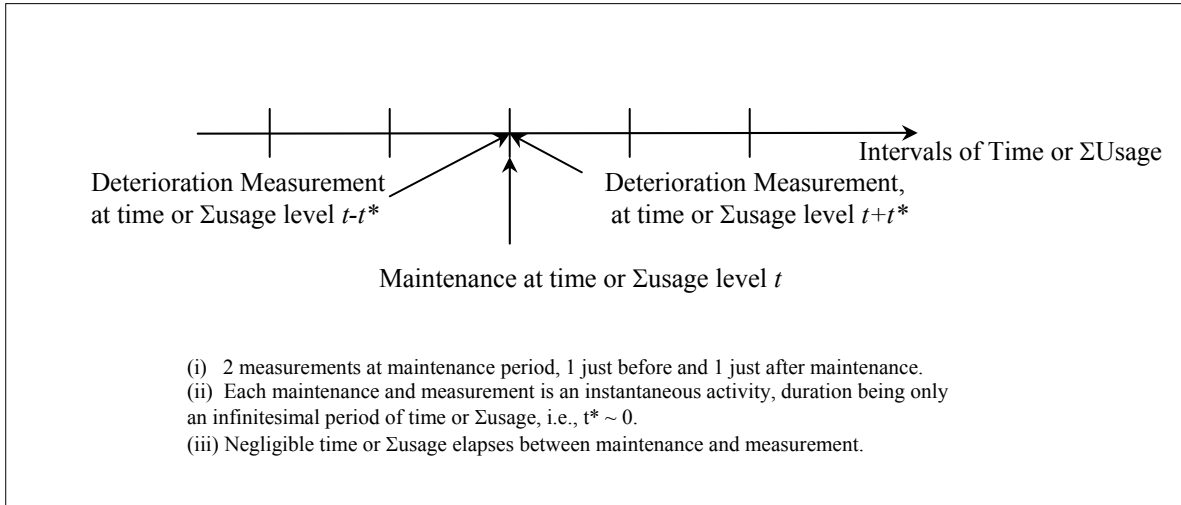 Intervals of Time or ΣUsage
Deterioration Measurement
at time or Σusage level t-t*
Deterioration Measurement,
at time or Σusage level t+t*
Maintenance at time or Σusage level t
(i) 2 measurements at maintenance period, 1 just before and 1 just after maintenance.
(ii) Each maintenance and measurement is an instantaneous activity, duration being only
an infinitesimal period of time or Σusage, i.e., t* ~ 0.
(iii) Negligible time or Σusage elapses between maintenance and measurement.